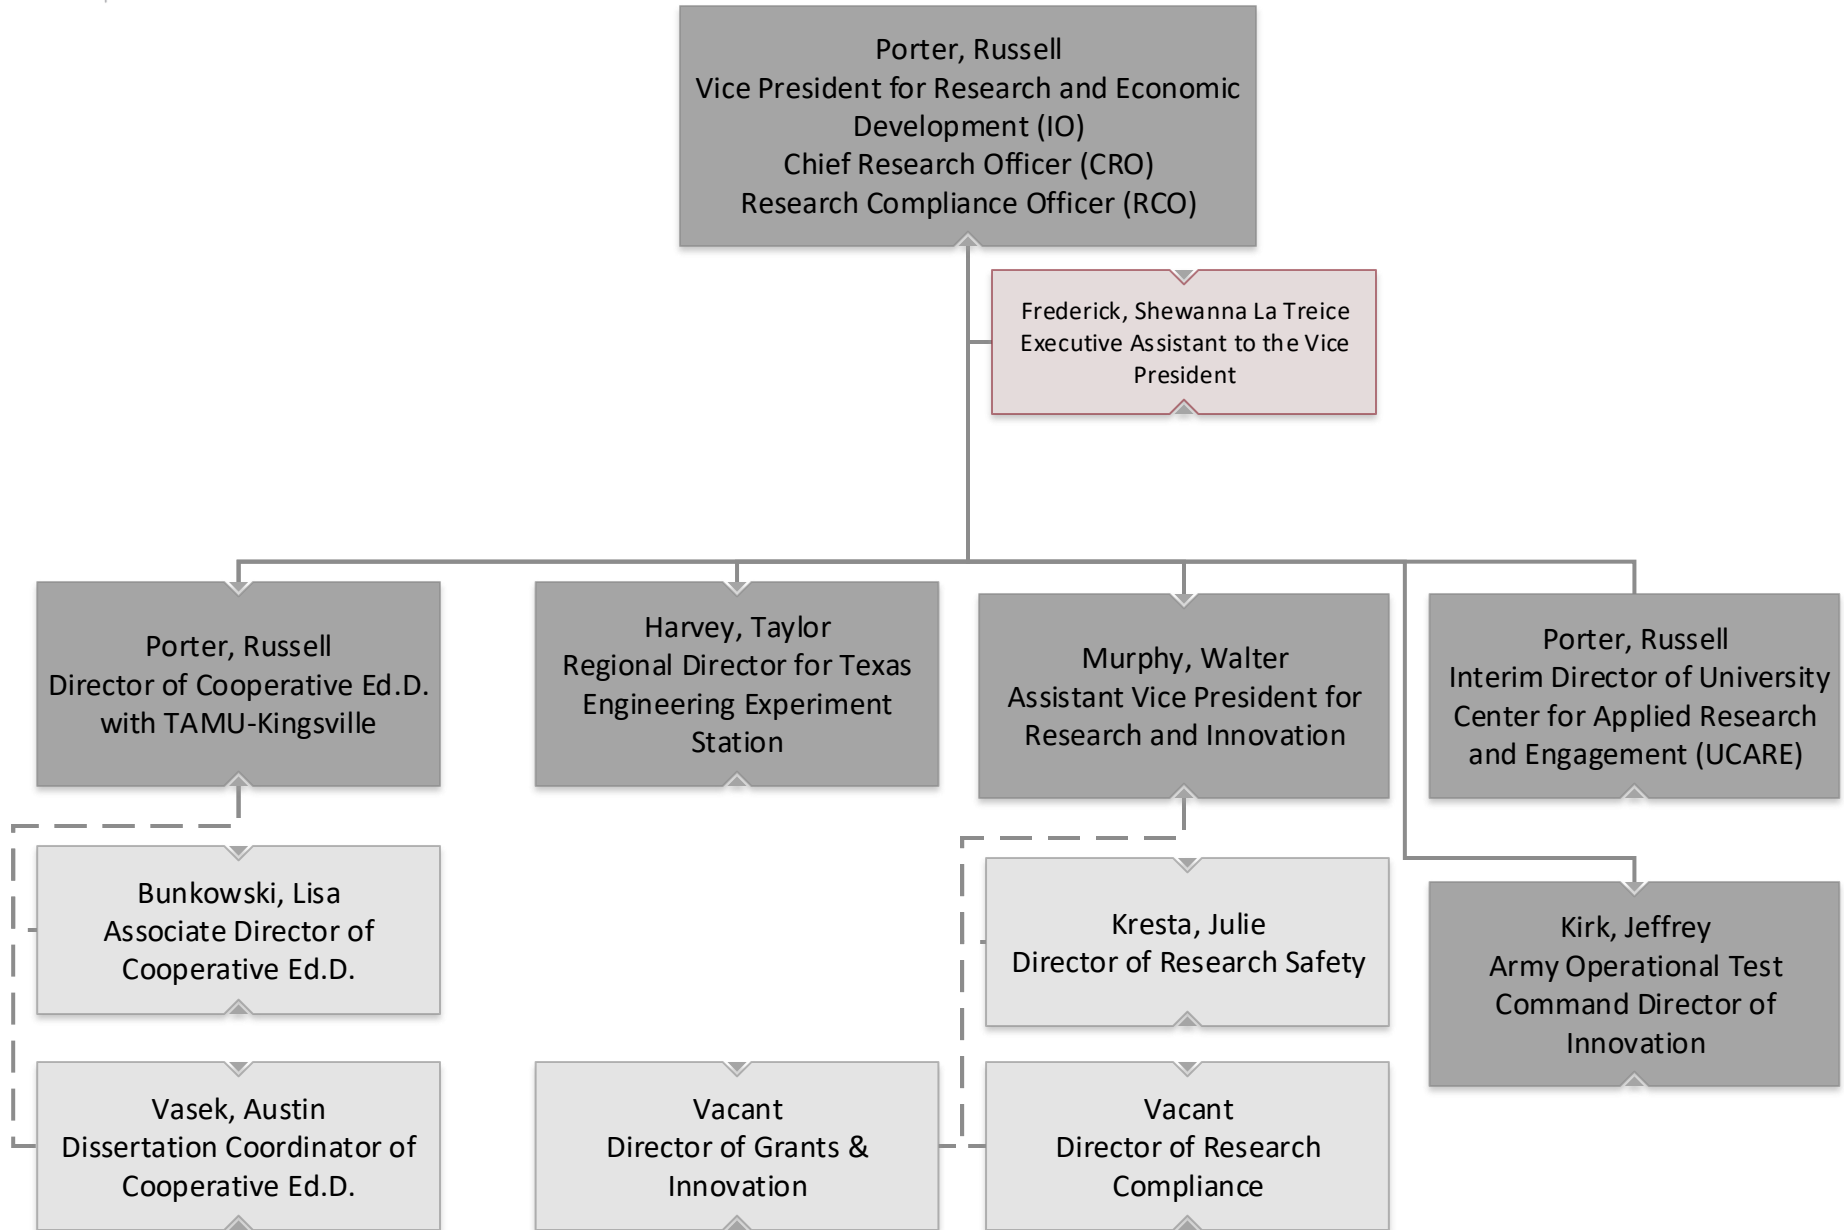 Porter, Russell
Vice President for Research and Economic
Development (IO)
Chief Research Officer (CRO)
Research Compliance Officer (RCO)
Frederick, Shewanna La Treice
Executive Assistant to the Vice
President
Porter, Russell
Director of Cooperative Ed.D.
with TAMU-Kingsville
Harvey, Taylor
Regional Director for Texas
Engineering Experiment
Station
Murphy, Walter
Assistant Vice President for
Research and Innovation
Porter, Russell
Interim Director of University
Center for Applied Research
and Engagement (UCARE)
Bunkowski, Lisa
Associate Director of
Cooperative Ed.D.
Kresta, Julie
Director of Research Safety
Kirk, Jeffrey
Army Operational Test
Command Director of
Innovation
Vasek, Austin
Dissertation Coordinator of
Cooperative Ed.D.
Vacant
Director of Grants &
Innovation
Vacant
Director of Research
Compliance